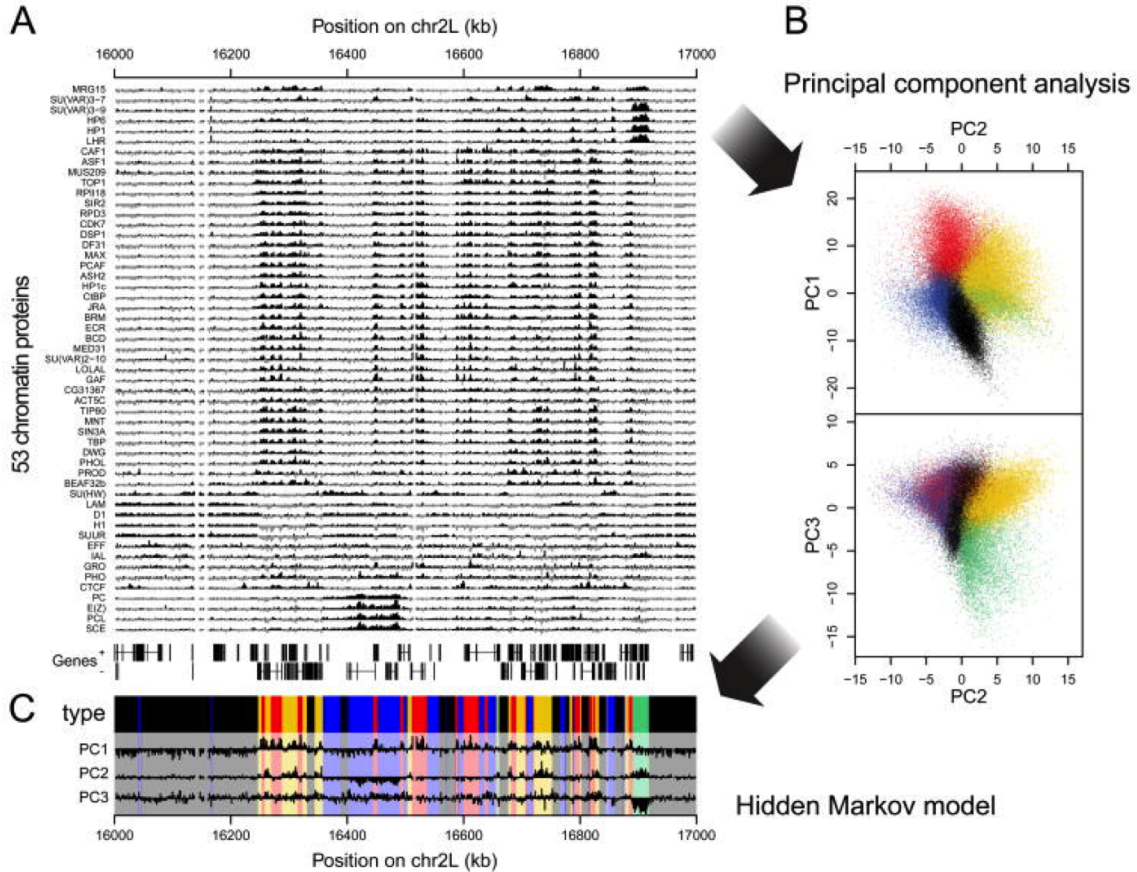 A
Position on chr2L (kb)
16000 16200 16400 16600 16800 17000
53 chromatin proteins
MRG15
SU(VAR)3-7
SU(VAR)3-9
HP6
HP1
LHR
CAF1
ASF1
MUS209
TOP1
RPII18
SIR2
RPD3
CDK7
DSP1
DF31
MAX
PCAF
ASH2
HP1c
CtBP
JRA
BRM
ECR
BCD
MED31
SU(VAR)2-10
LOLAL
GAF
CG31367
ACT5C
TIP60
MNT
SIN3A
TBP
DWG
PHOL
PROD
BEAF32b
SU(HW)
LAM
D1
H1
SUUR
EFF
IAL
GRO
PHO
CTCF
PC
E(Z)
PCL
SCE
Genes + -
B
Principal component analysis
PC2
-15 -10 -5 0 5 10 15
PC1
20
10
0
-10
-20
PC3
10
5
0
-5
-10
-15
-15 -10 -5 0 5 10 15
PC2
C
type
PC1
PC2
PC3
16000 16200 16400 16600 16800 17000
Position on chr2L (kb)
Hidden Markov model